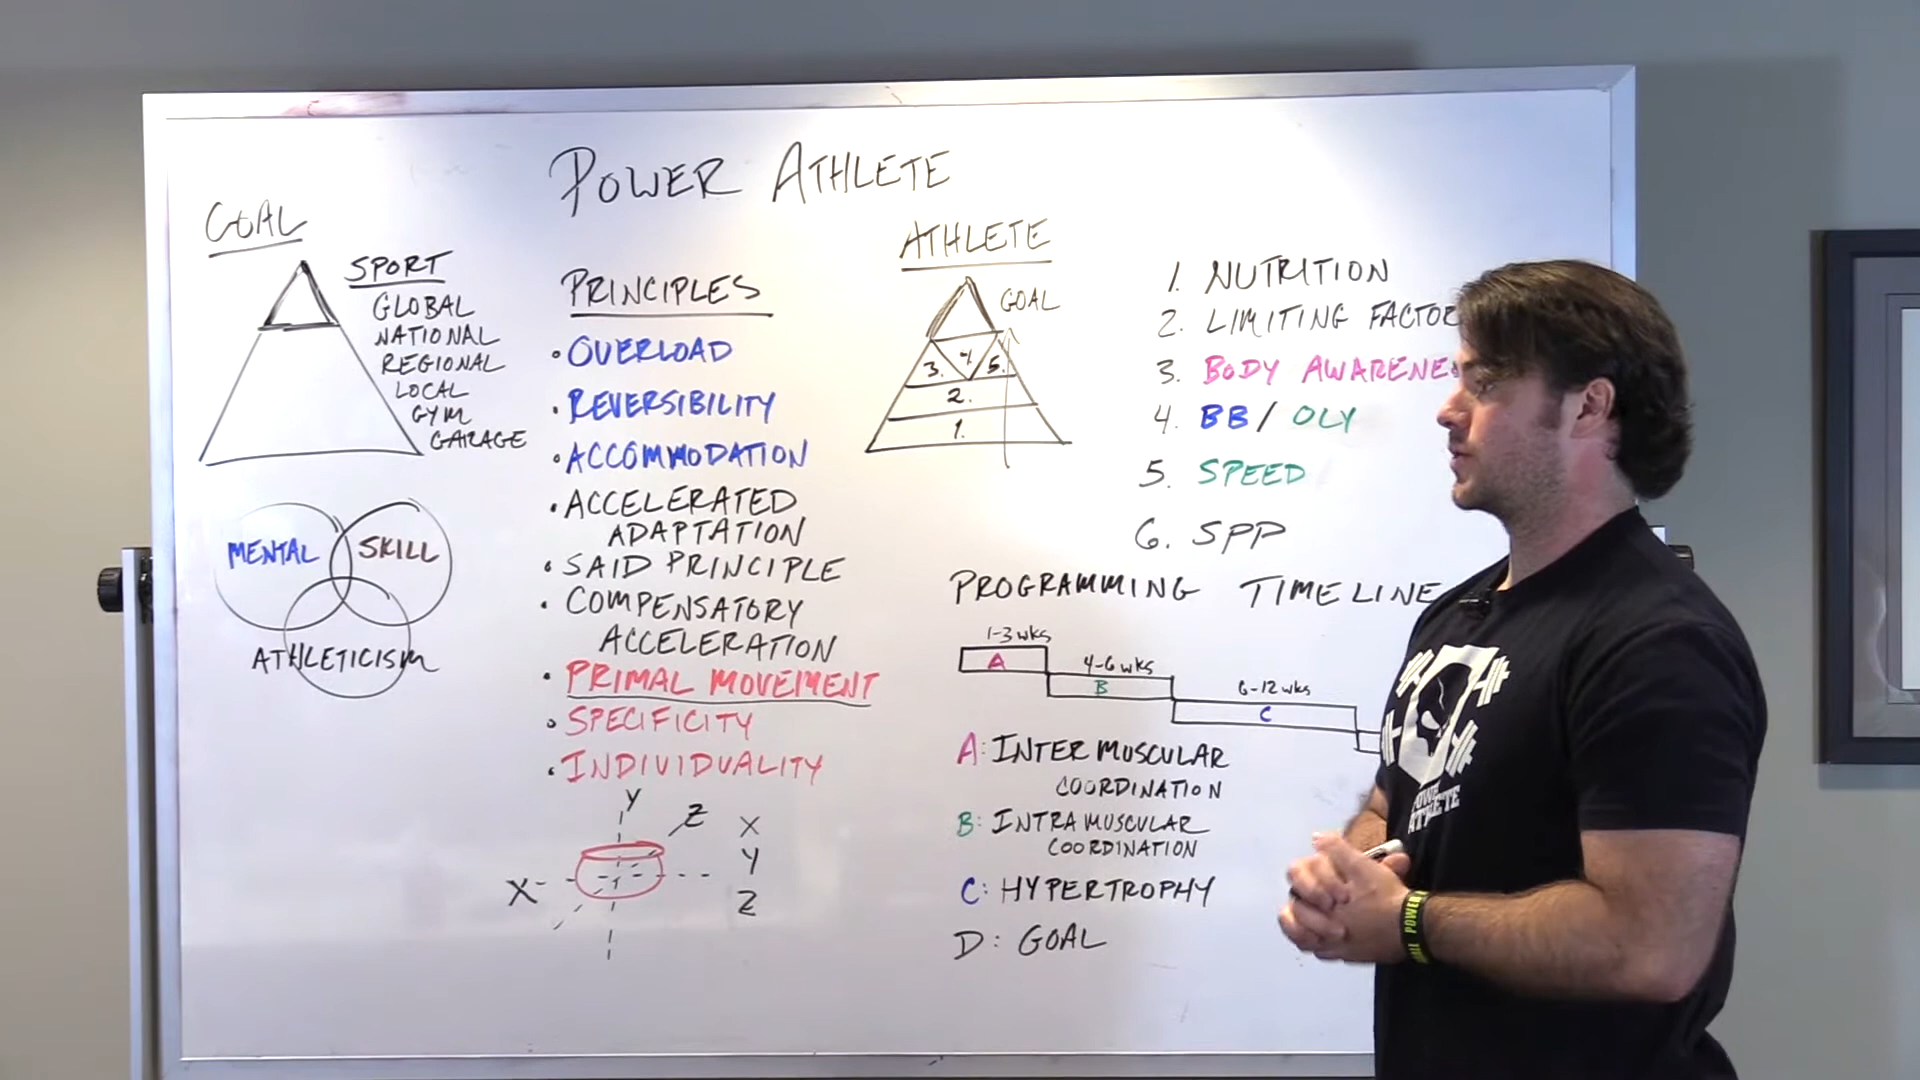 POWER ATHLETE
GOAL
SPORT
GLOBAL
NATIONAL
REGIONAL
LOCAL
GYM
GARAGE
MENTAL
SKILL
ATHLETICISM
PRINCIPLES
• OVERLOAD
• REVERSIBILITY
• ACCOMMODATION
• ACCELERATED
ADAPTATION
• SAID PRINCIPLE
• COMPENSATORY
ACCELERATION
• PRIMAL MOVEMENT
• SPECIFICITY
• INDIVIDUALITY
Y
Z
X
X
Y
Z
ATHLETE
GOAL
3. 4. 5.
2.
1.
1. NUTRITION
2. LIMITING FACTOR
3. BODY AWARENE
4. BB / OLY
5. SPEED
6. SPP
PROGRAMMING TIMELINE
1-3 wks
A
4-6 wks
B
6-12 wks
C
A: INTER MUSCULAR
COORDINATION
B: INTRA MUSCULAR
COORDINATION
C: HYPERTROPHY
D: GOAL
ATHLETE
POWER